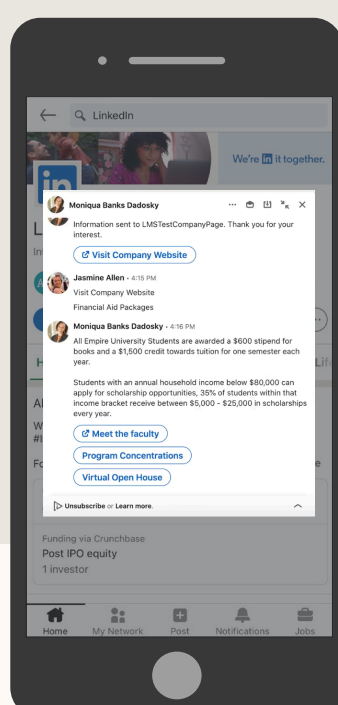 LinkedIn
We're in it together.
in
Moniqua Banks Dadosky
Information sent to LMSTestCompanyPage. Thank you for your
interest.
Visit Company Website
Jasmine Allen • 4:15 PM
Visit Company Website
Financial Aid Packages
Moniqua Banks Dadosky • 4:16 PM
All Empire University Students are awarded a $600 stipend for
books and a $1,500 credit towards tuition for one semester each
year.
Students with an annual household income below $80,000 can
apply for scholarship opportunities, 35% of students within that
income bracket receive between $5,000 - $25,000 in scholarships
every year.
Meet the faculty
Program Concentrations
Virtual Open House
Unsubscribe or Learn more.
Funding via Crunchbase
Post IPO equity
1 investor
Home My Network Post Notifications Jobs